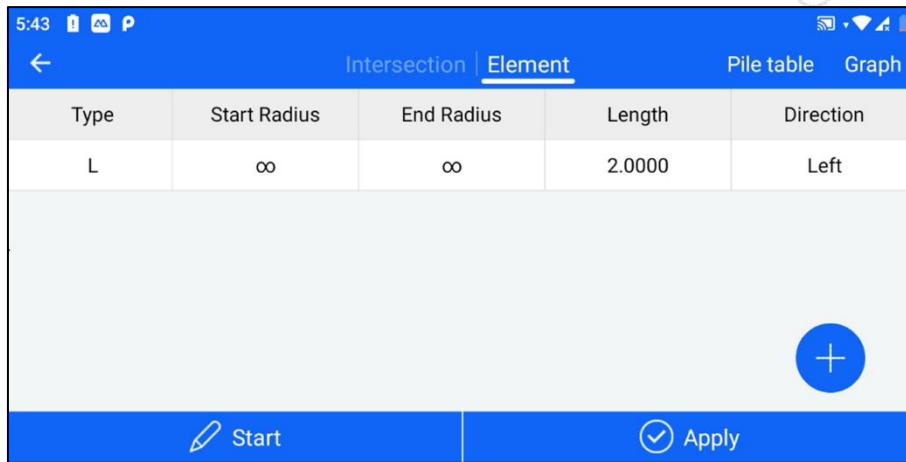 5:43
Intersection Element Pile table Graph
Type Start Radius End Radius Length Direction
L ∞ ∞ 2.0000 Left
Start Apply